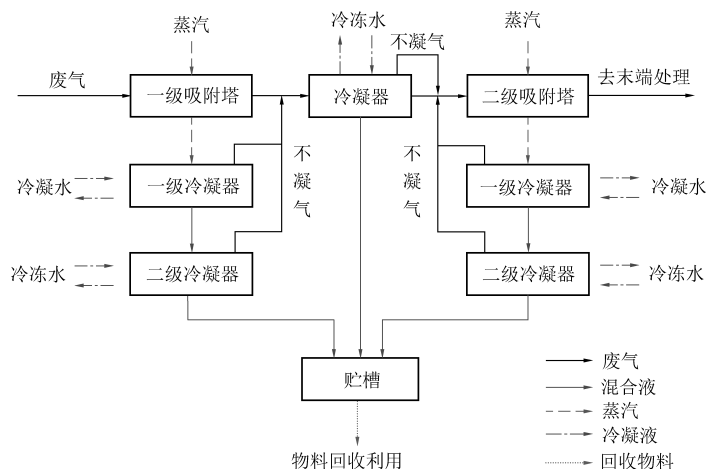 蒸汽
冷冻水
蒸汽
不凝气
废气
一级吸附塔
冷凝器
二级吸附塔
去末端处理
不凝气
不凝气
冷凝水
一级冷凝器
一级冷凝器
冷凝水
冷冻水
二级冷凝器
二级冷凝器
冷冻水
贮槽
废气
混合液
蒸汽
冷凝液
物料回收利用
回收物料